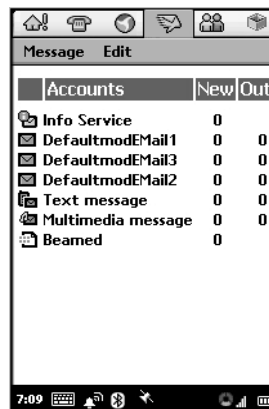 Message Edit
Accounts New Out
Info Service 0
DefaultmodEMail1 0 0
DefaultmodEMail3 0 0
DefaultmodEMail2 0 0
Text message 0 0
Multimedia message 0 0
Beamed 0
7:09